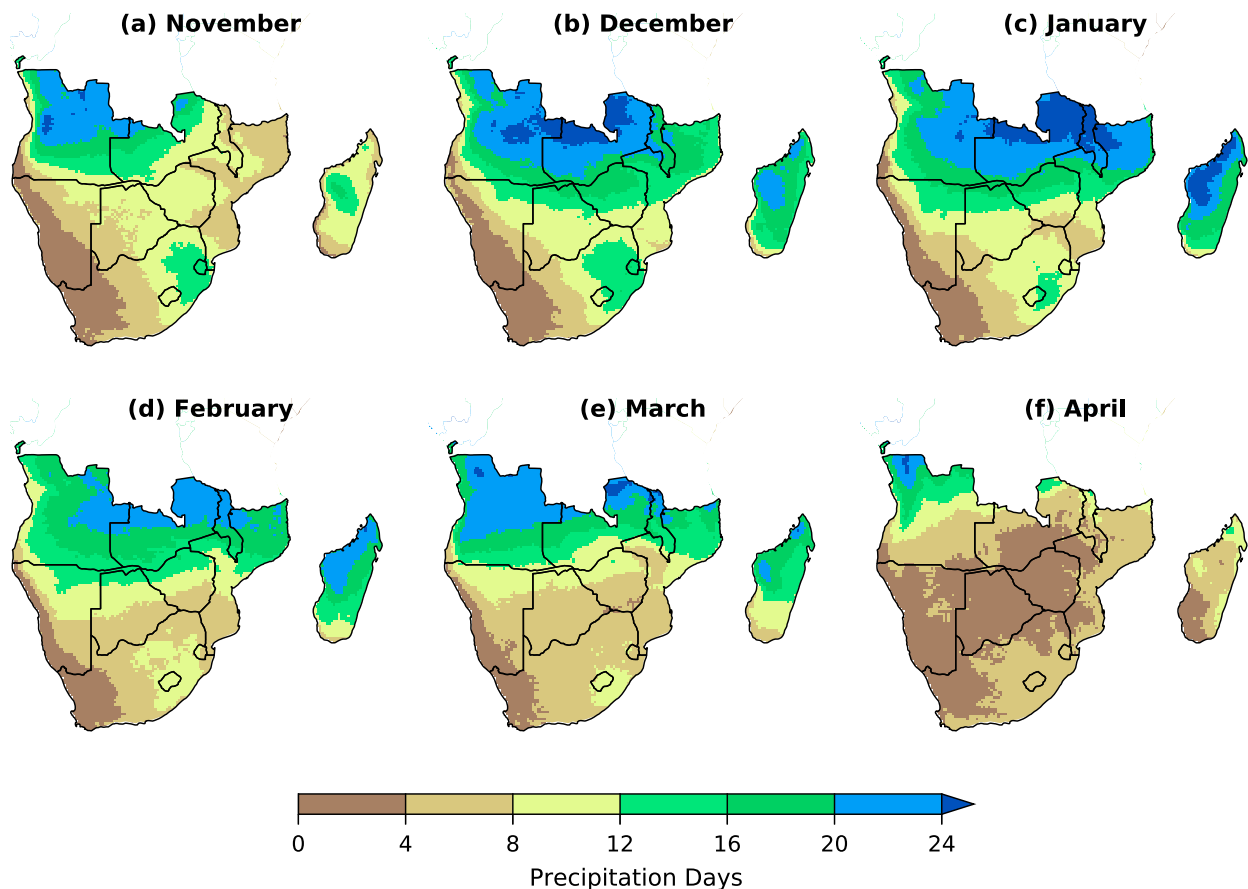 (a) November
(b) December
(c) January
(d) February
(e) March
(f) April
0 4 8 12 16 20 24
Precipitation Days